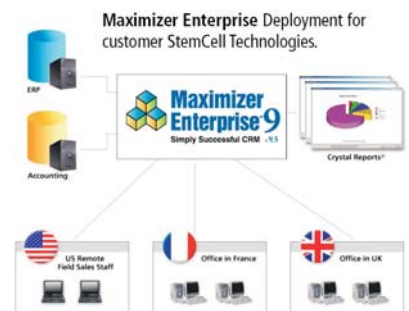 Maximizer Enterprise Deployment for
customer StemCell Technologies.
ERP
Maximizer
Enterprise 9
Simply Successful CRM v9.5
Accounting
Crystal Reports®
US Remote
Field Sales Staff
Office in France
Office in UK